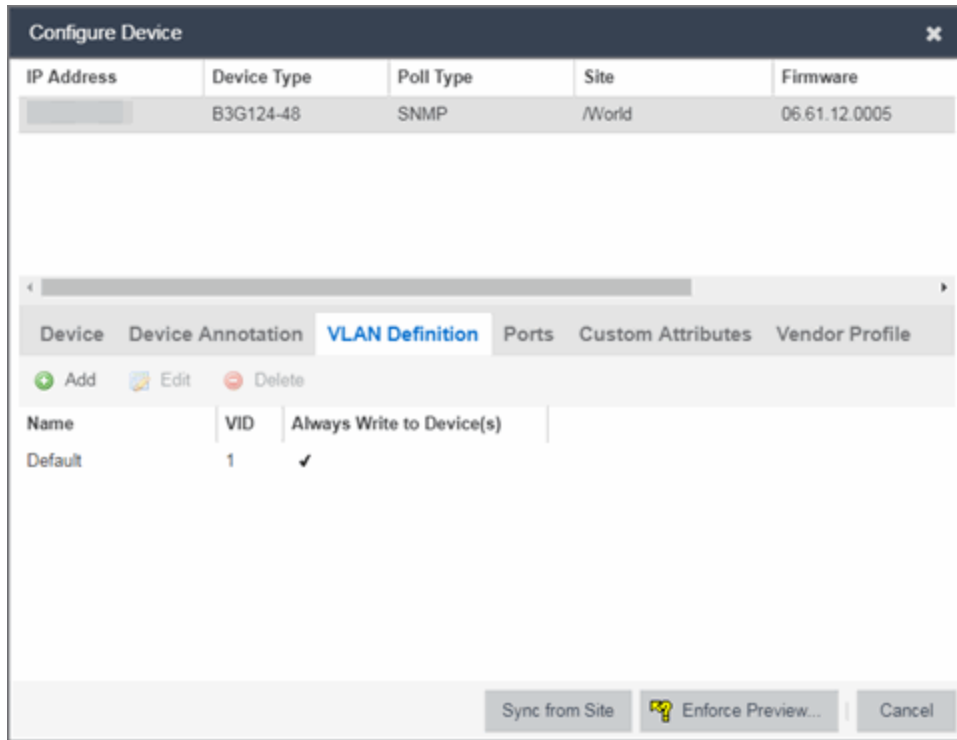 Configure Device
IP Address Device Type Poll Type Site Firmware
B3G124-48 SNMP /World 06.61.12.0005
Device Device Annotation VLAN Definition Ports Custom Attributes Vendor Profile
Add Edit Delete
Name VID Always Write to Device(s)
Default 1 ✔
Sync from Site Enforce Preview... Cancel